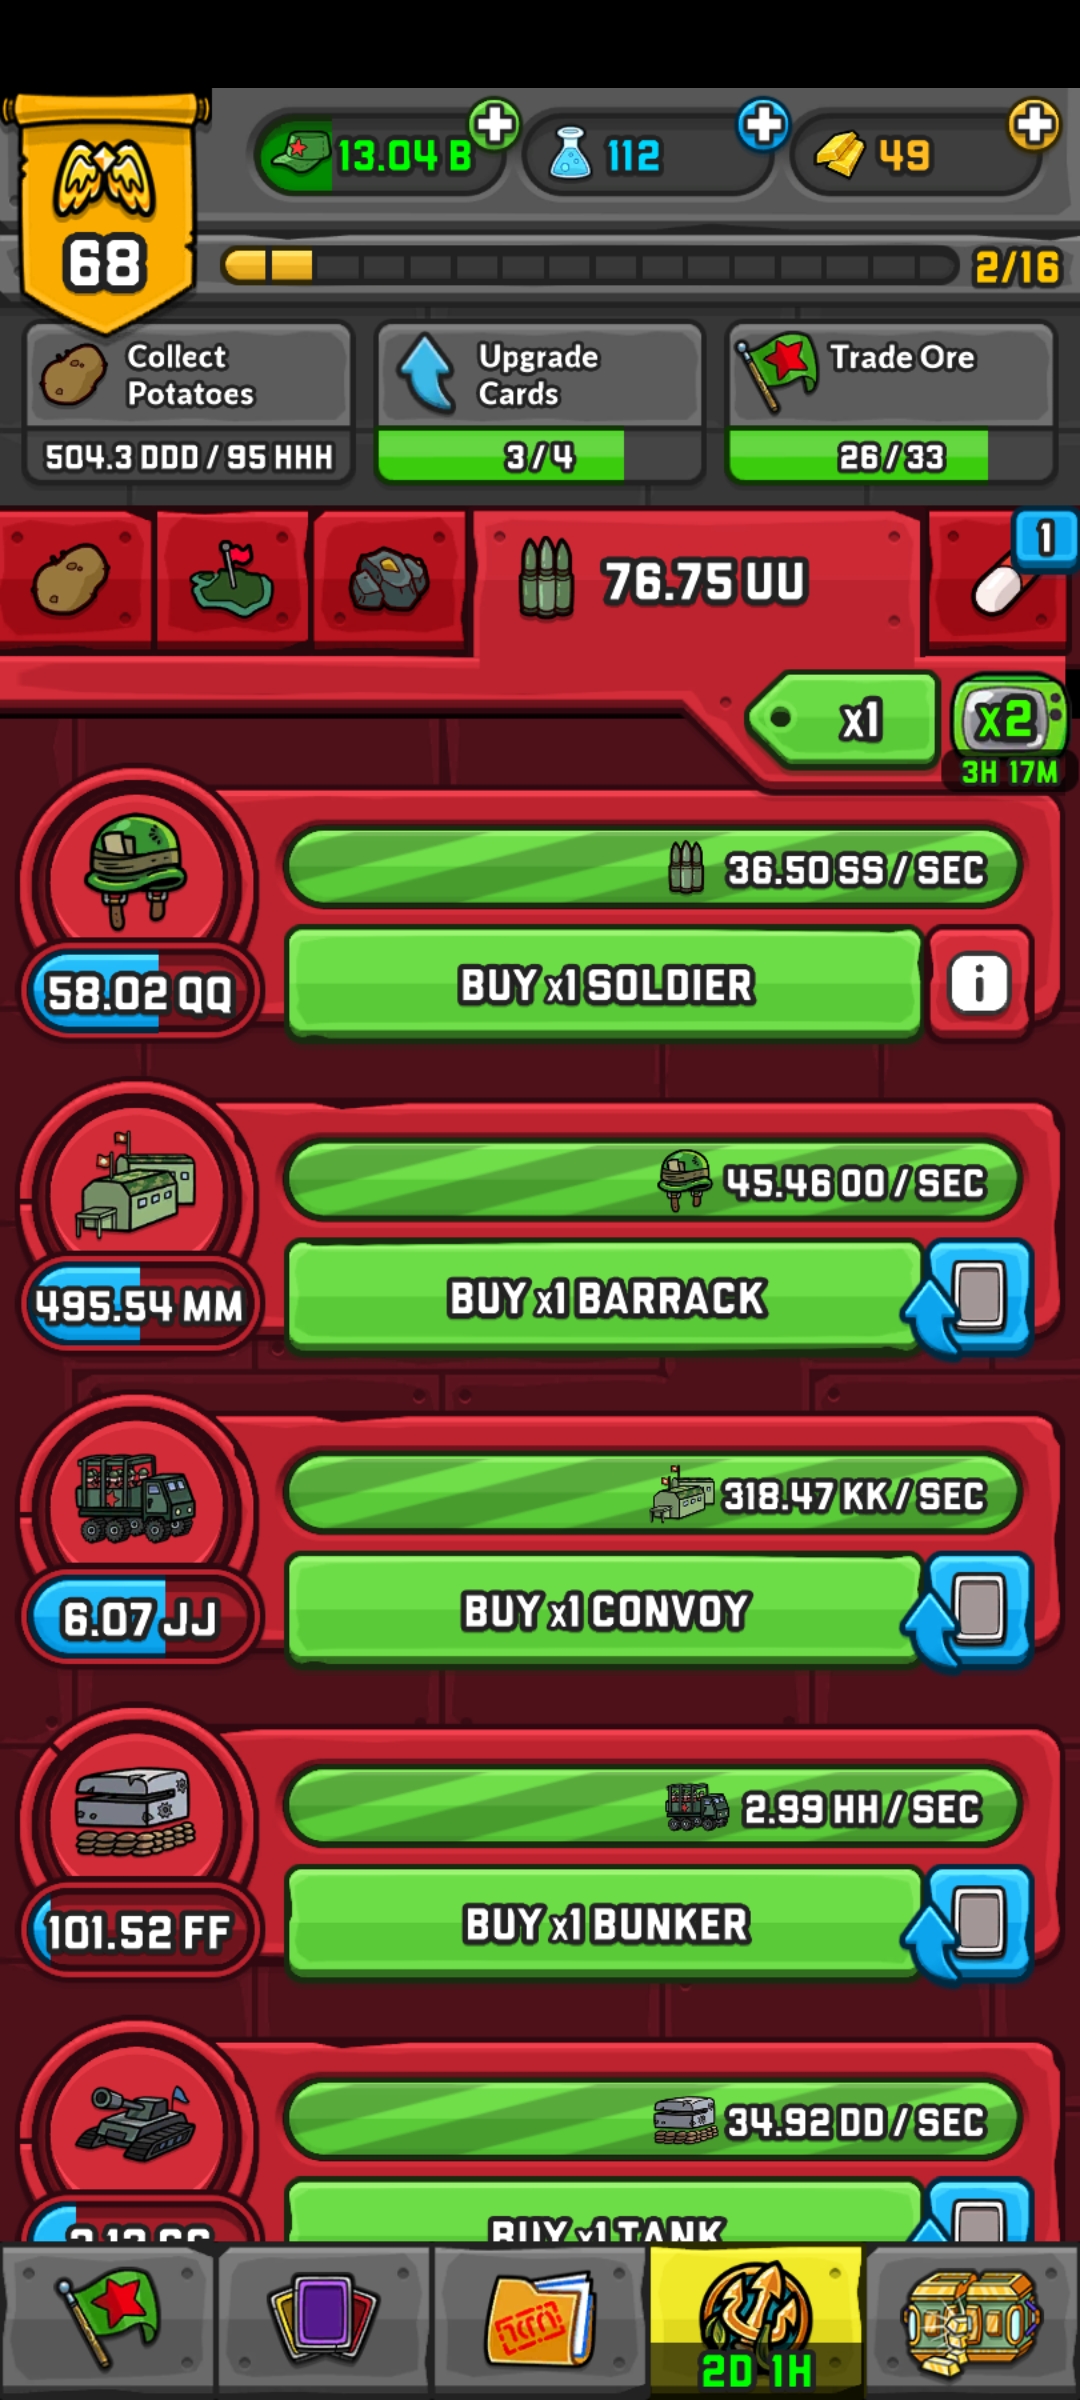 13.04 B
112
49
68
2/16
Collect
Potatoes
504.3 DDD / 95 HHH
Upgrade
Cards
3/4
Trade Ore
26/33
76.75 UU
1
x1
x2
3H 17M
36.50 SS / SEC
58.02 QQ
BUY x1 SOLDIER
i
45.46 OO / SEC
495.54 MM
BUY x1 BARRACK
318.47 KK / SEC
6.07 JJ
BUY x1 CONVOY
2.99 HH / SEC
101.52 FF
BUY x1 BUNKER
34.92 DD / SEC
BUY x1 TANK
2D 1H